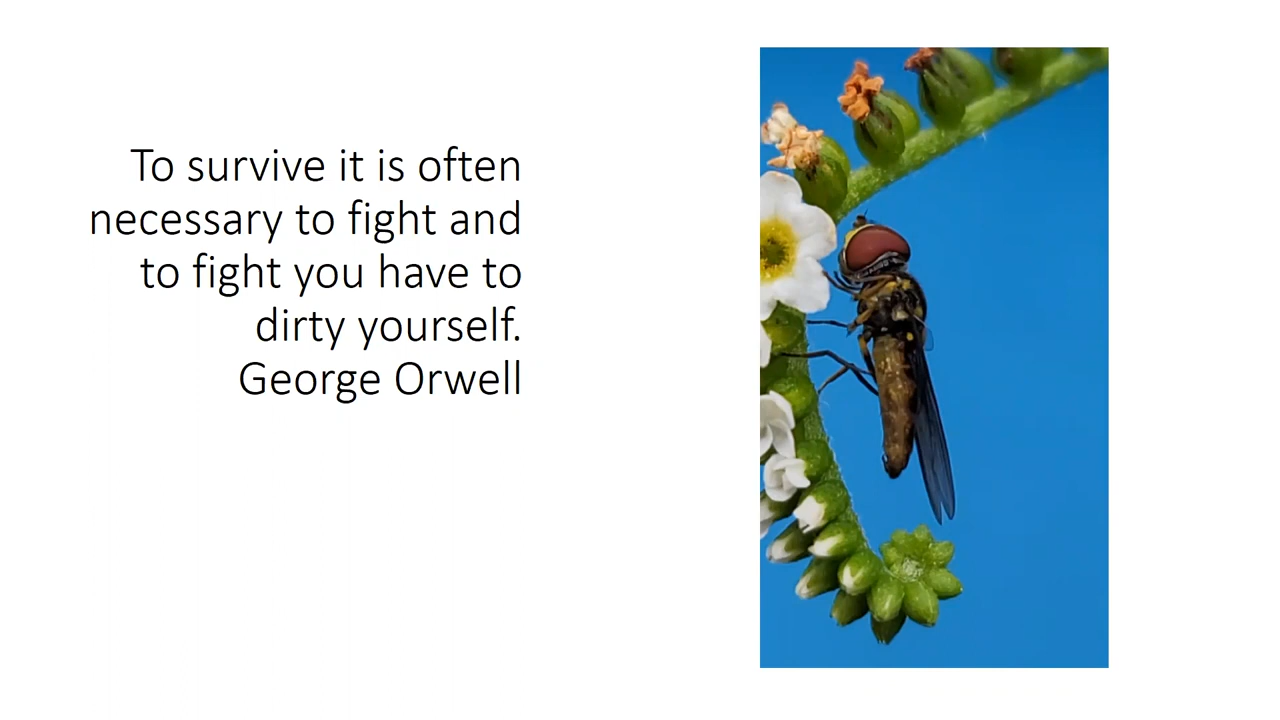 To survive it is often
necessary to fight and
to fight you have to
dirty yourself.
George Orwell